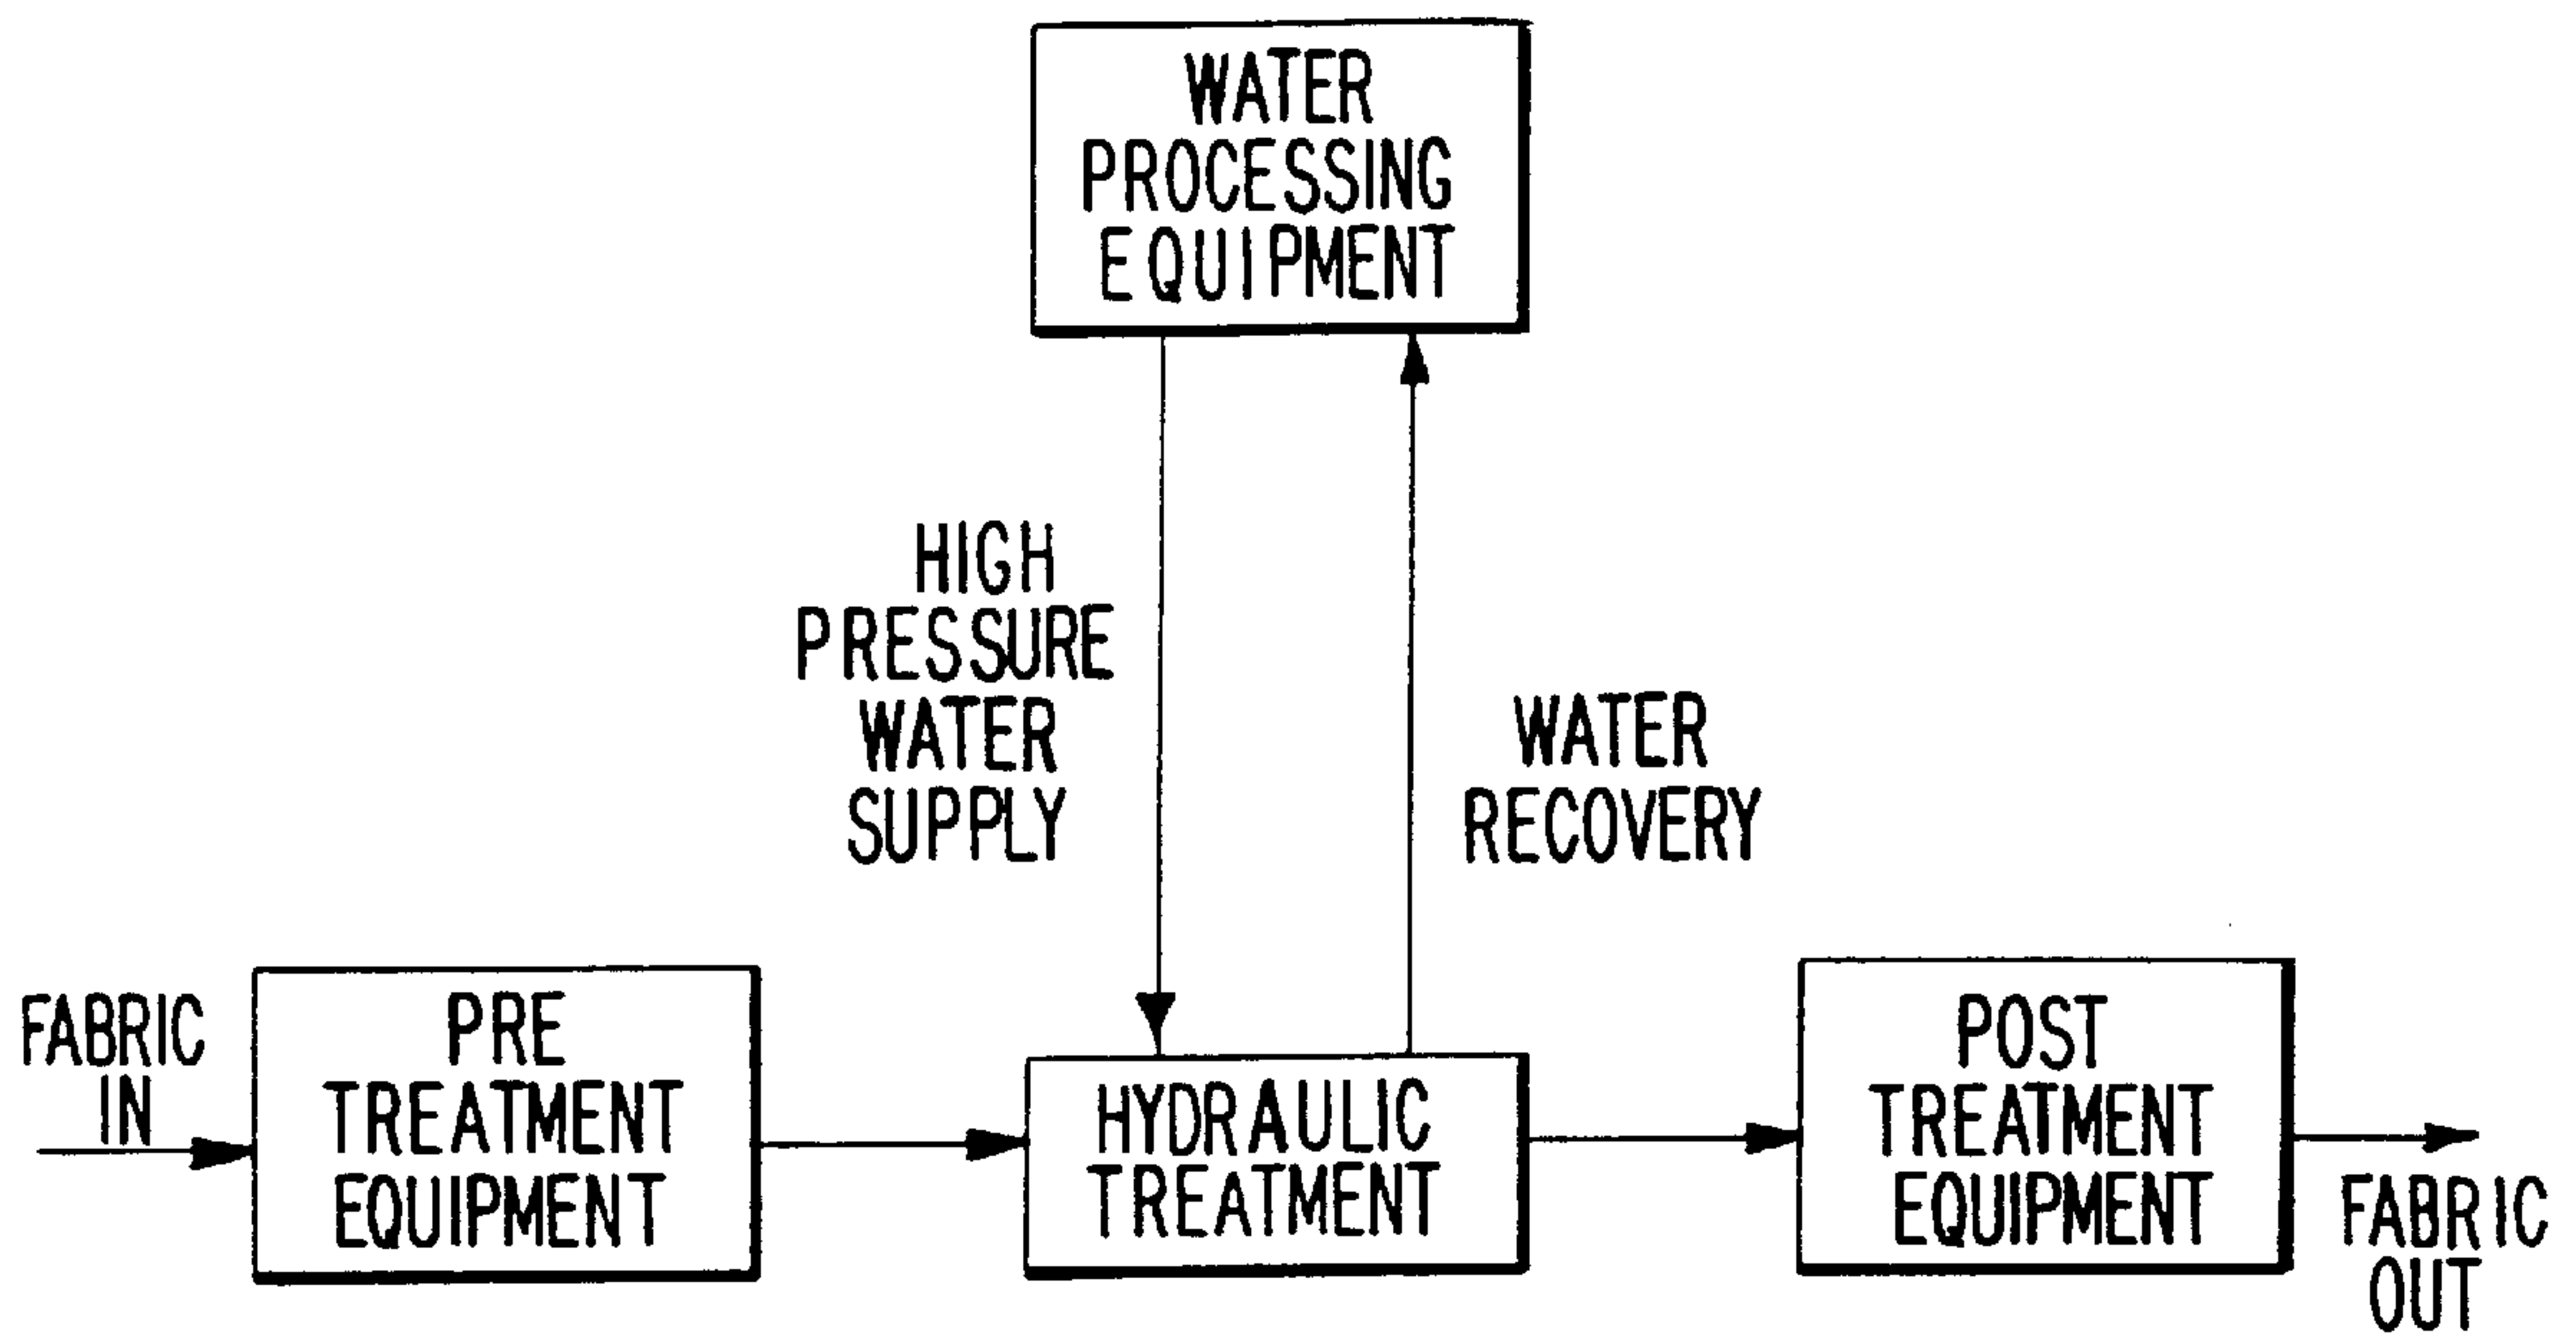 WATER
PROCESSING
EQUIPMENT
HIGH
PRESSURE
WATER
SUPPLY
WATER
RECOVERY
FABRIC
IN
PRE
TREATMENT
EQUIPMENT
HYDRAULIC
TREATMENT
POST
TREATMENT
EQUIPMENT
FABRIC
OUT